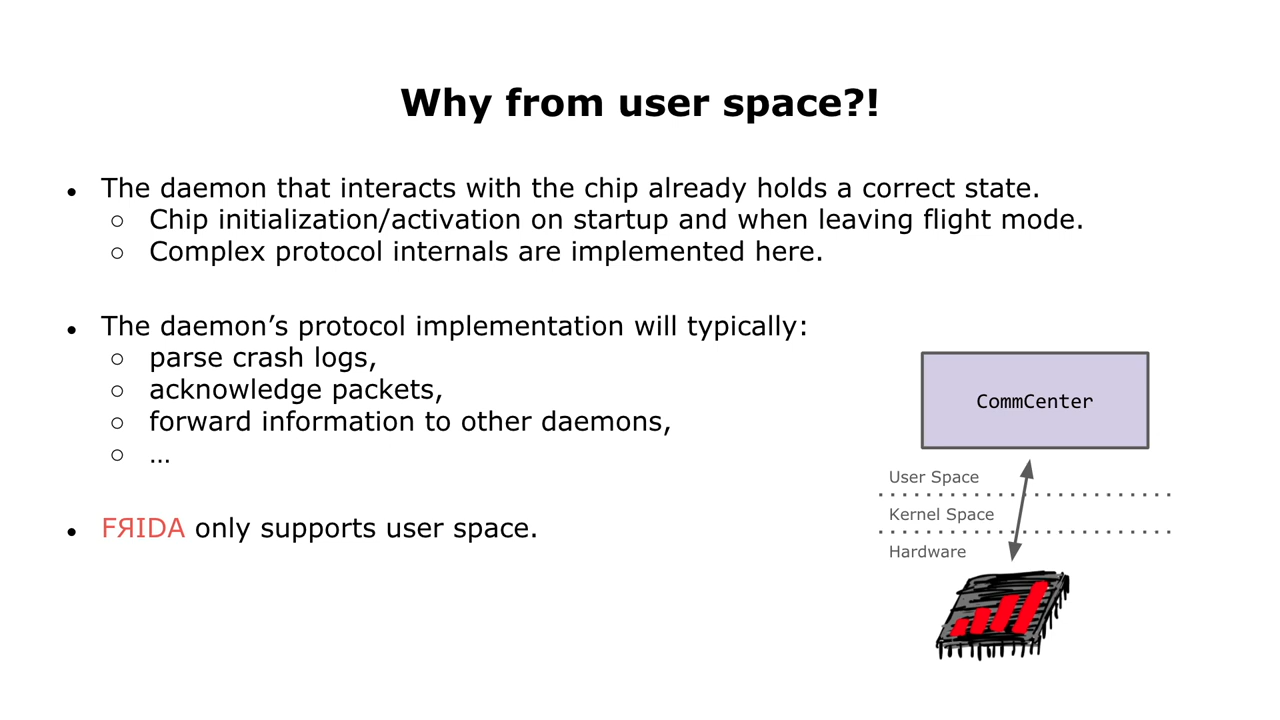 Why from user space?!
● The daemon that interacts with the chip already holds a correct state.
○ Chip initialization/activation on startup and when leaving flight mode.
○ Complex protocol internals are implemented here.
● The daemon’s protocol implementation will typically:
○ parse crash logs,
○ acknowledge packets,
○ forward information to other daemons,
○ …
● FЯIDA only supports user space.
CommCenter
User Space
Kernel Space
Hardware